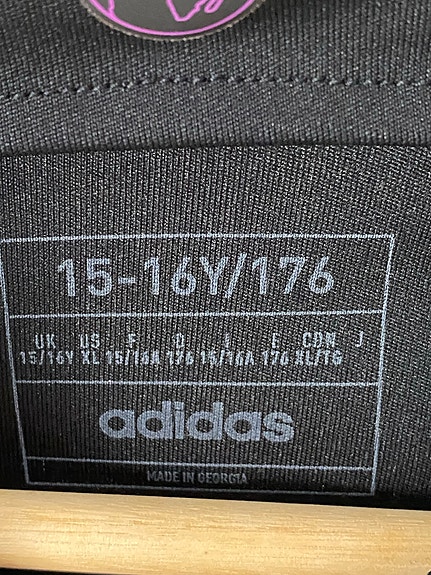 15-16Y/176
UK US F D I E CDN J
15/16Y XL 15/16A 176 15/16A 176 XL/TG
adidas
MADE IN GEORGIA